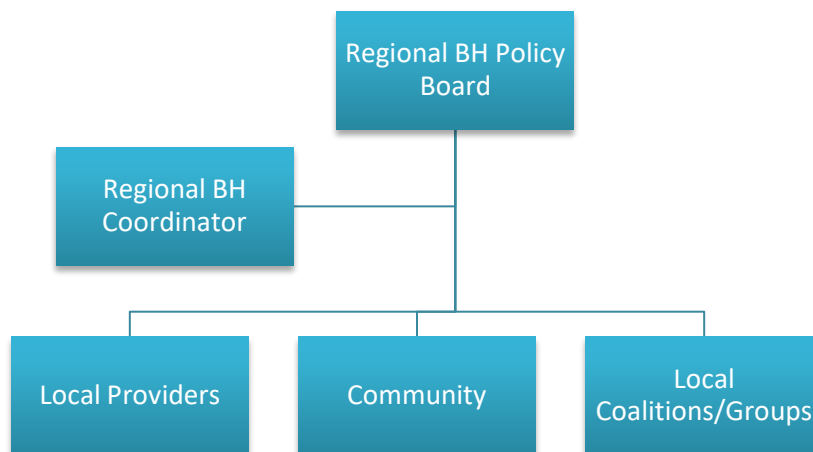 Regional BH Policy
Board
Regional BH
Coordinator
Local Providers
Community
Local
Coalitions/Groups